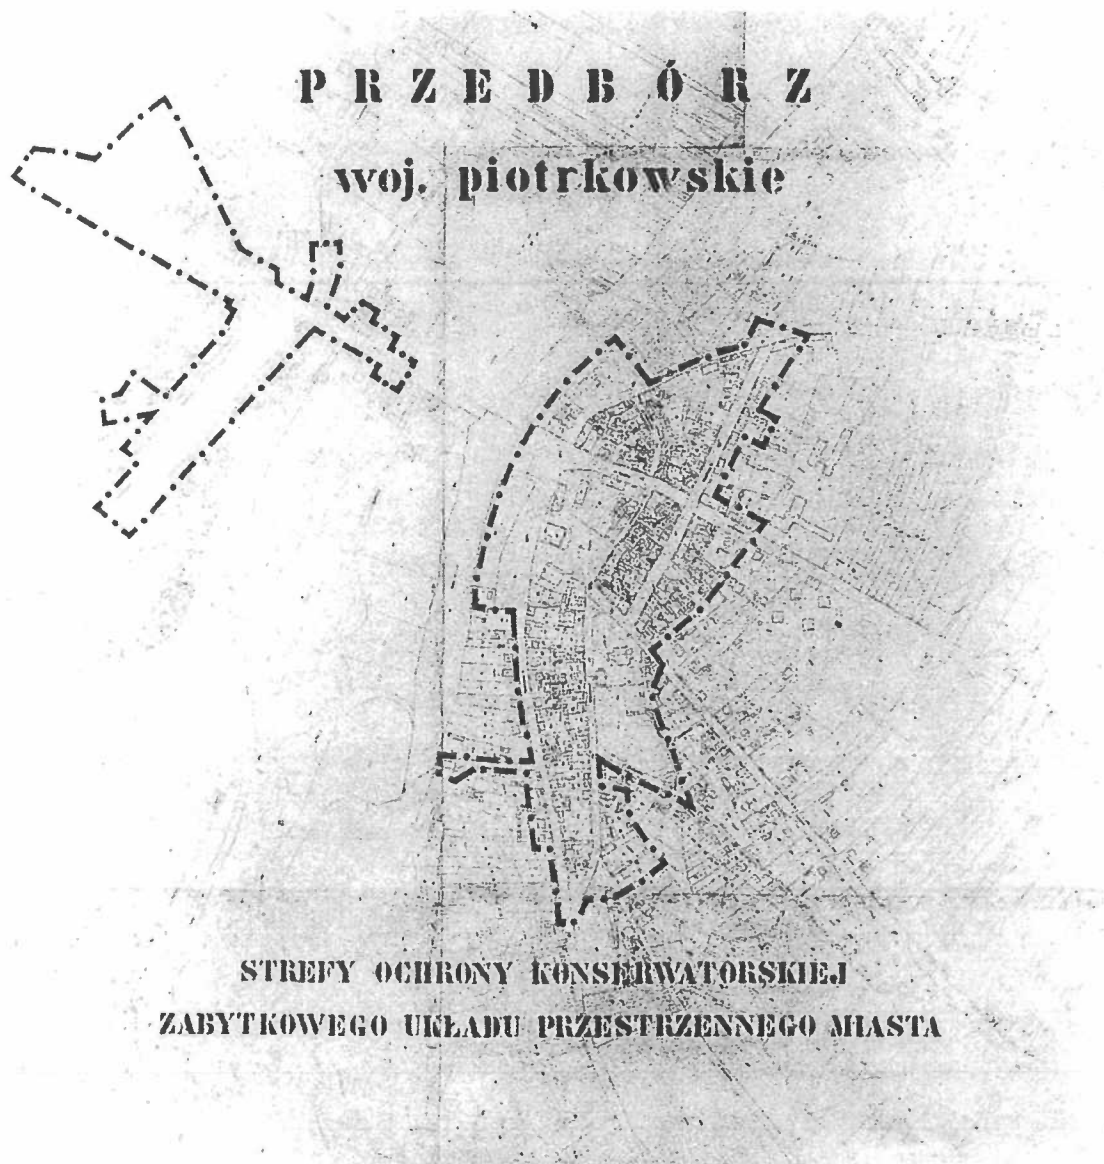 PRZEDBÓRZ
woj. piotrkowskie
STREFY OCHRONY KONSERWATORSKIEJ
ZABYTKOWEGO UKŁADU PRZESTRZENNEGO MIASTA